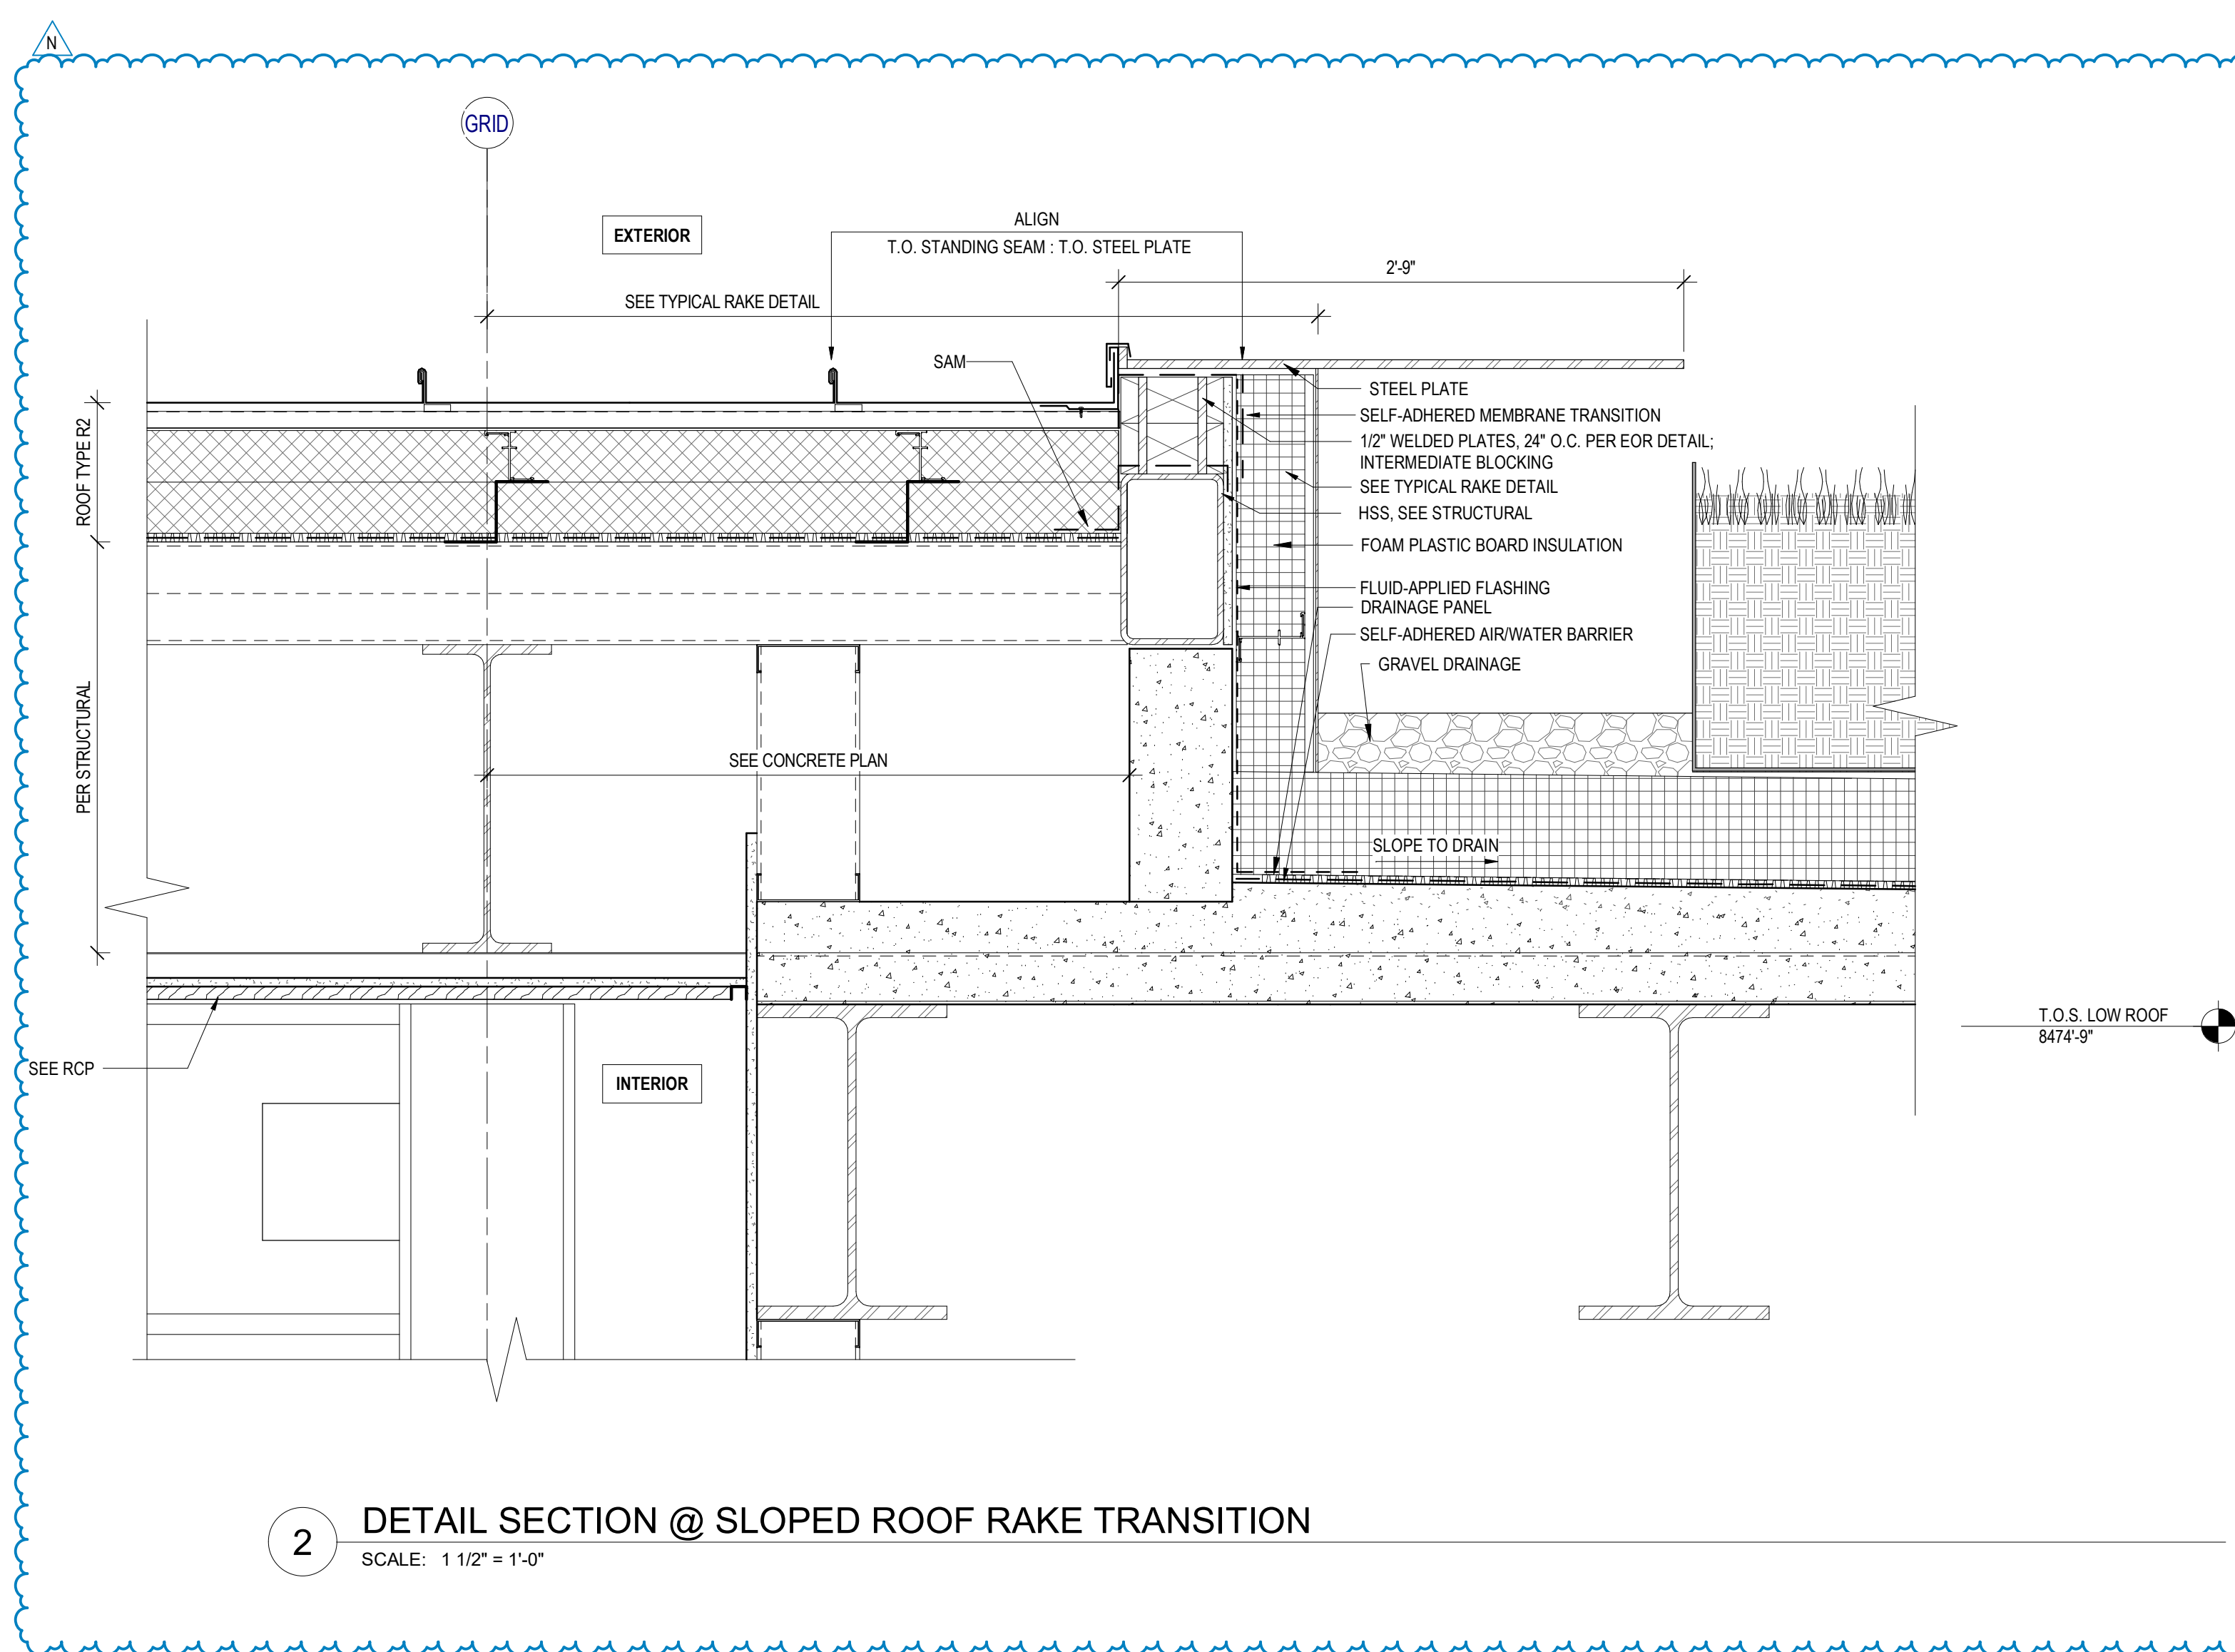 N
GRID
EXTERIOR
ALIGN
T.O. STANDING SEAM : T.O. STEEL PLATE
2'-9"
SEE TYPICAL RAKE DETAIL
SAM
STEEL PLATE
SELF-ADHERED MEMBRANE TRANSITION
1/2" WELDED PLATES, 24" O.C. PER EOR DETAIL;
INTERMEDIATE BLOCKING
SEE TYPICAL RAKE DETAIL
HSS, SEE STRUCTURAL
FOAM PLASTIC BOARD INSULATION
FLUID-APPLIED FLASHING
DRAINAGE PANEL
SELF-ADHERED AIR/WATER BARRIER
GRAVEL DRAINAGE
ROOF TYPE R2
PER STRUCTURAL
SEE CONCRETE PLAN
SLOPE TO DRAIN
T.O.S. LOW ROOF
8474'-9"
SEE RCP
INTERIOR
2
DETAIL SECTION @ SLOPED ROOF RAKE TRANSITION
SCALE: 1 1/2" = 1'-0"